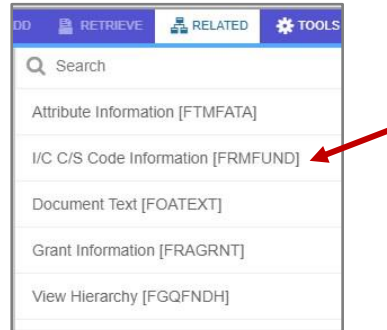 DD RETRIEVE RELATED TOOLS
Search
Attribute Information [FTMFATA]
I/C C/S Code Information [FRMFUND]
Document Text [FOATEXT]
Grant Information [FRAGRNT]
View Hierarchy [FGQFNDH]